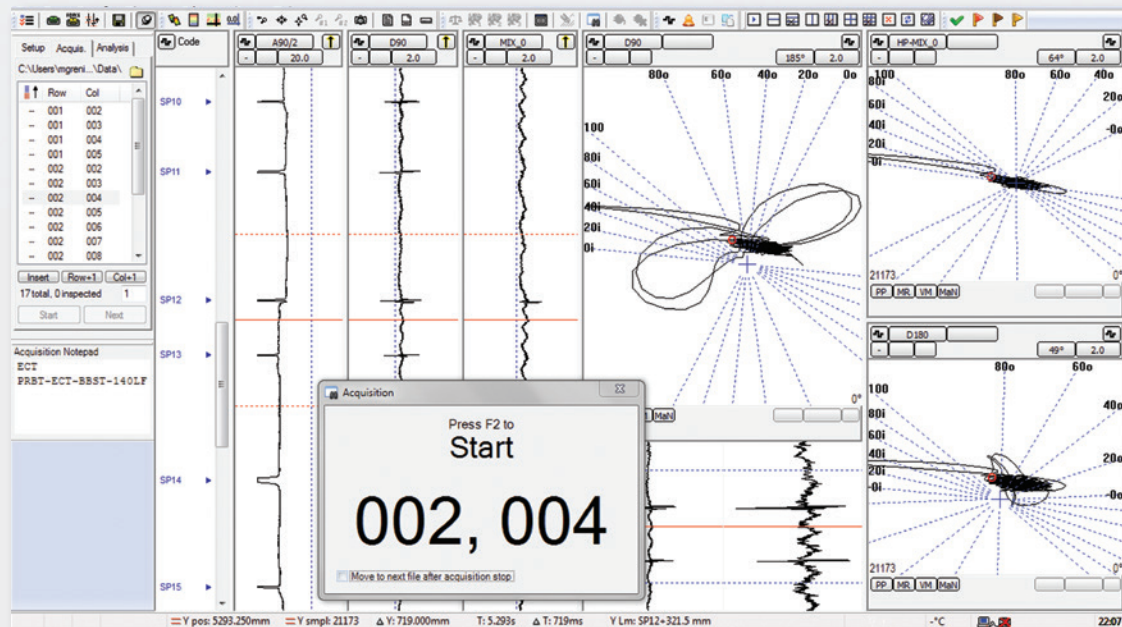 Setup Acquis. Analysis
C:\Users\mgreni...\Data\
Row Col
-- 001 002
-- 001 003
-- 001 004
-- 001 005
-- 002 002
-- 002 003
-- 002 004
-- 002 005
-- 002 006
-- 002 007
-- 002 008
Insert Row+1 Col+1
17 total, 0 inspected 1
Start Next
Acquisition Notepad
ECT
PRBT-ECT-BBST-140LF
Code
SP10
SP11
SP12
SP13
SP14
SP15
A90/2
- 20.0
D90
- 2.0
MIX_0
- 2.0
D90
- 185° 2.0
80o 60o 40o 20o 0o
100
80i
60i
40i
20i
0i
0°
MaN
HP-MIX_0
- 64° 2.0
100 80o 60o 40o
80i
60i
40i
20i
-0i
20o
-0o
21173 0°
PP MR VM MaN
D180
- 49° 2.0
80o 60o
100
80i
60i
40i
20i
-0i
40o
20o
-0o
21173 0°
PP MR VM MaN
Acquisition
Press F2 to
Start
002, 004
Move to next file after acquisition stop
Y pos: 5293.250mm Y smpl: 21173 Δ Y: 719.000mm T: 5.293s Δ T: 719ms Y Lm: SP12+321.5 mm -°C 22:07